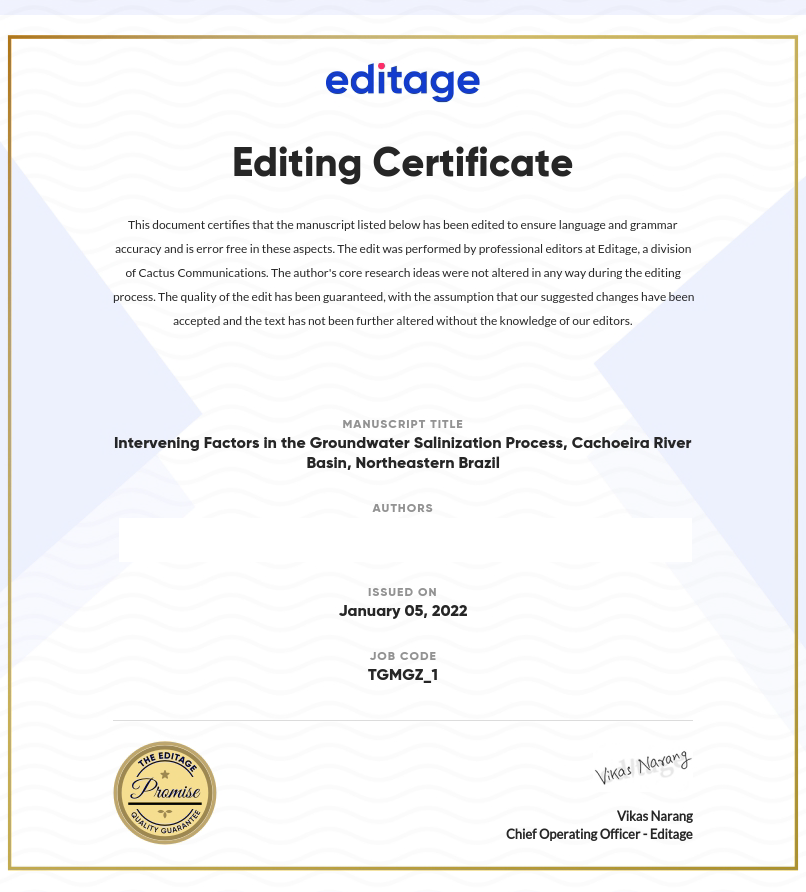 editage
Editing Certificate
This document certifies that the manuscript listed below has been edited to ensure language and grammar
accuracy and is error free in these aspects. The edit was performed by professional editors at Editage, a division
of Cactus Communications. The author's core research ideas were not altered in any way during the editing
process. The quality of the edit has been guaranteed, with the assumption that our suggested changes have been
accepted and the text has not been further altered without the knowledge of our editors.
MANUSCRIPT TITLE
Intervening Factors in the Groundwater Salinization Process, Cachoeira River
Basin, Northeastern Brazil
AUTHORS
ISSUED ON
January 05, 2022
JOB CODE
TGMGZ_1
THE EDITAGE
Promise
QUALITY GUARANTEE
Vikas Narang
Vikas Narang
Chief Operating Officer - Editage